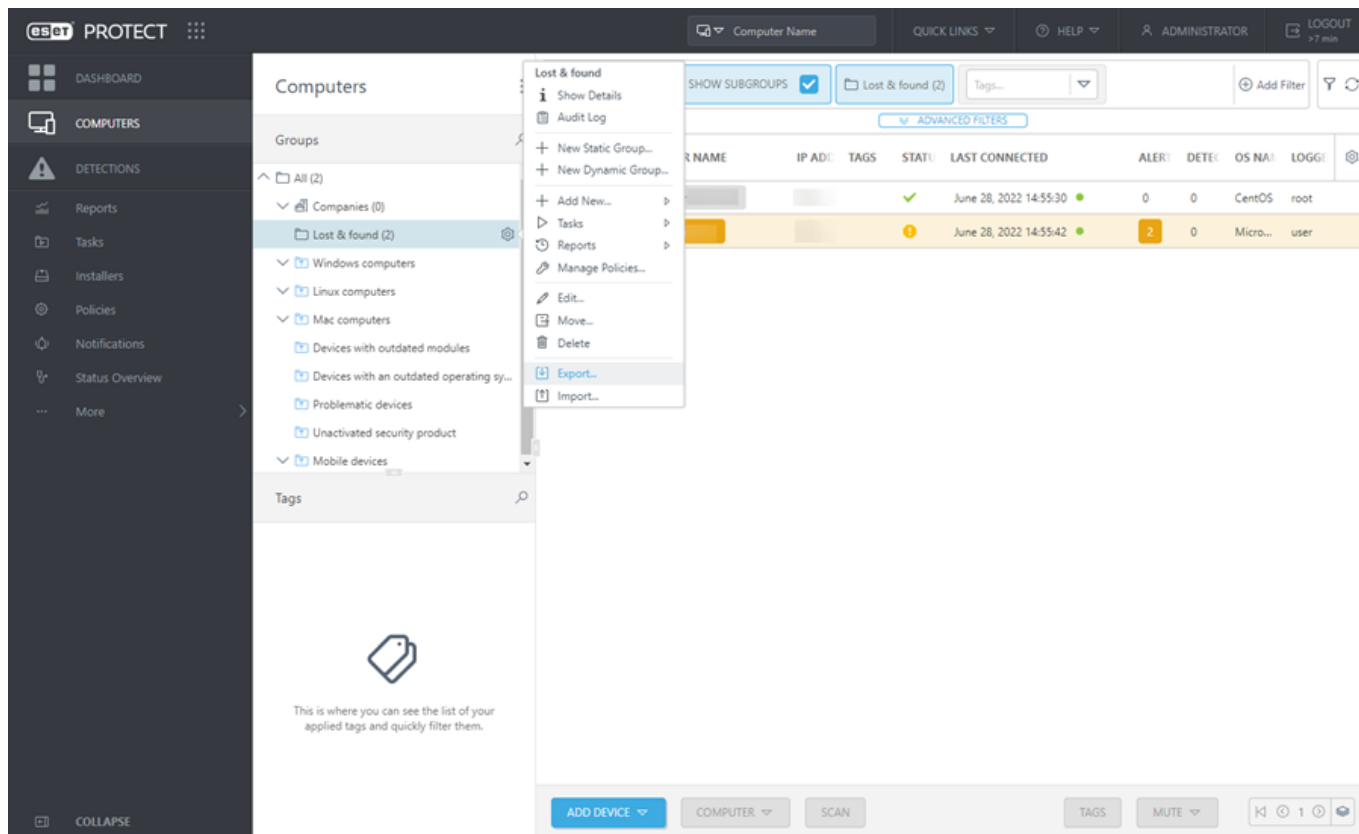 eset PROTECT
Computer Name
QUICK LINKS
HELP
ADMINISTRATOR
LOGOUT
>7 min
DASHBOARD
COMPUTERS
DETECTIONS
Reports
Tasks
Installers
Policies
Notifications
Status Overview
More
COLLAPSE
Computers
Groups
All (2)
Companies (0)
Lost & found (2)
Windows computers
Linux computers
Mac computers
Devices with outdated modules
Devices with an outdated operating sy...
Problematic devices
Unactivated security product
Mobile devices
Tags
This is where you can see the list of your
applied tags and quickly filter them.
Lost & found
Show Details
Audit Log
New Static Group...
New Dynamic Group...
Add New...
Tasks
Reports
Manage Policies...
Edit...
Move...
Delete
Export...
Import...
SHOW SUBGROUPS
Lost & found (2)
Tags...
Add Filter
ADVANCED FILTERS
R NAME IP ADD TAGS STATU LAST CONNECTED ALERT DETEC OS NAM LOGGE
June 28, 2022 14:55:30 0 0 CentOS root
June 28, 2022 14:55:42 2 0 Micro... user
ADD DEVICE
COMPUTER
SCAN
TAGS
MUTE
1